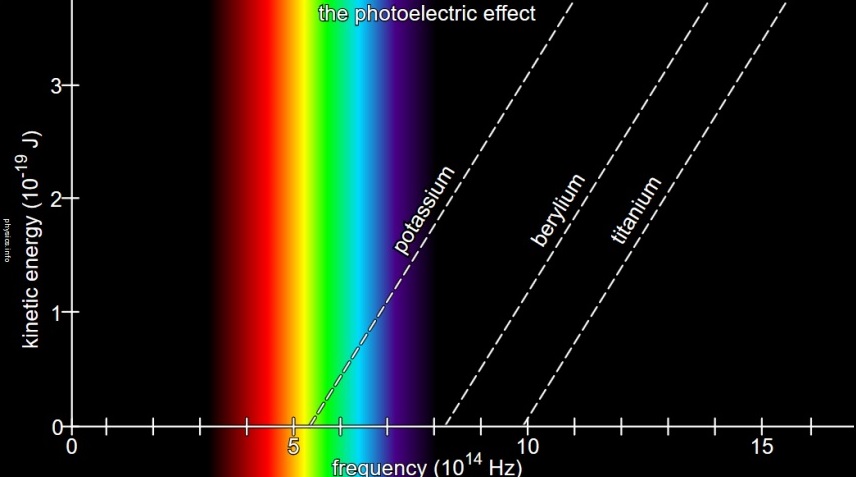 the photoelectric effect
kinetic energy (10⁻¹⁹ J)
3
2
1
0
potassium
berylium
titanium
0
5
10
15
frequency (10¹⁴ Hz)
physics.info